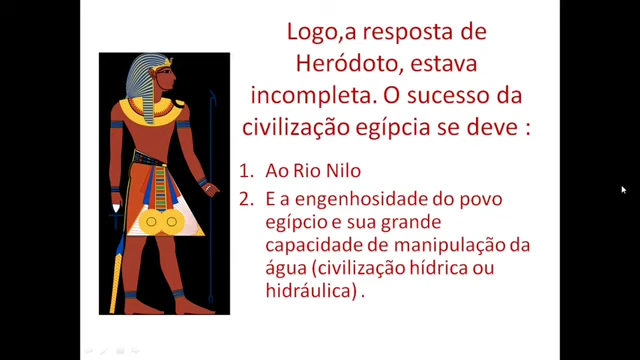 Logo,a resposta de
Heródoto, estava
incompleta. O sucesso da
civilização egípcia se deve :
1. Ao Rio Nilo
2. E a engenhosidade do povo
egípcio e sua grande
capacidade de manipulação da
água (civilização hídrica ou
hidráulica) .